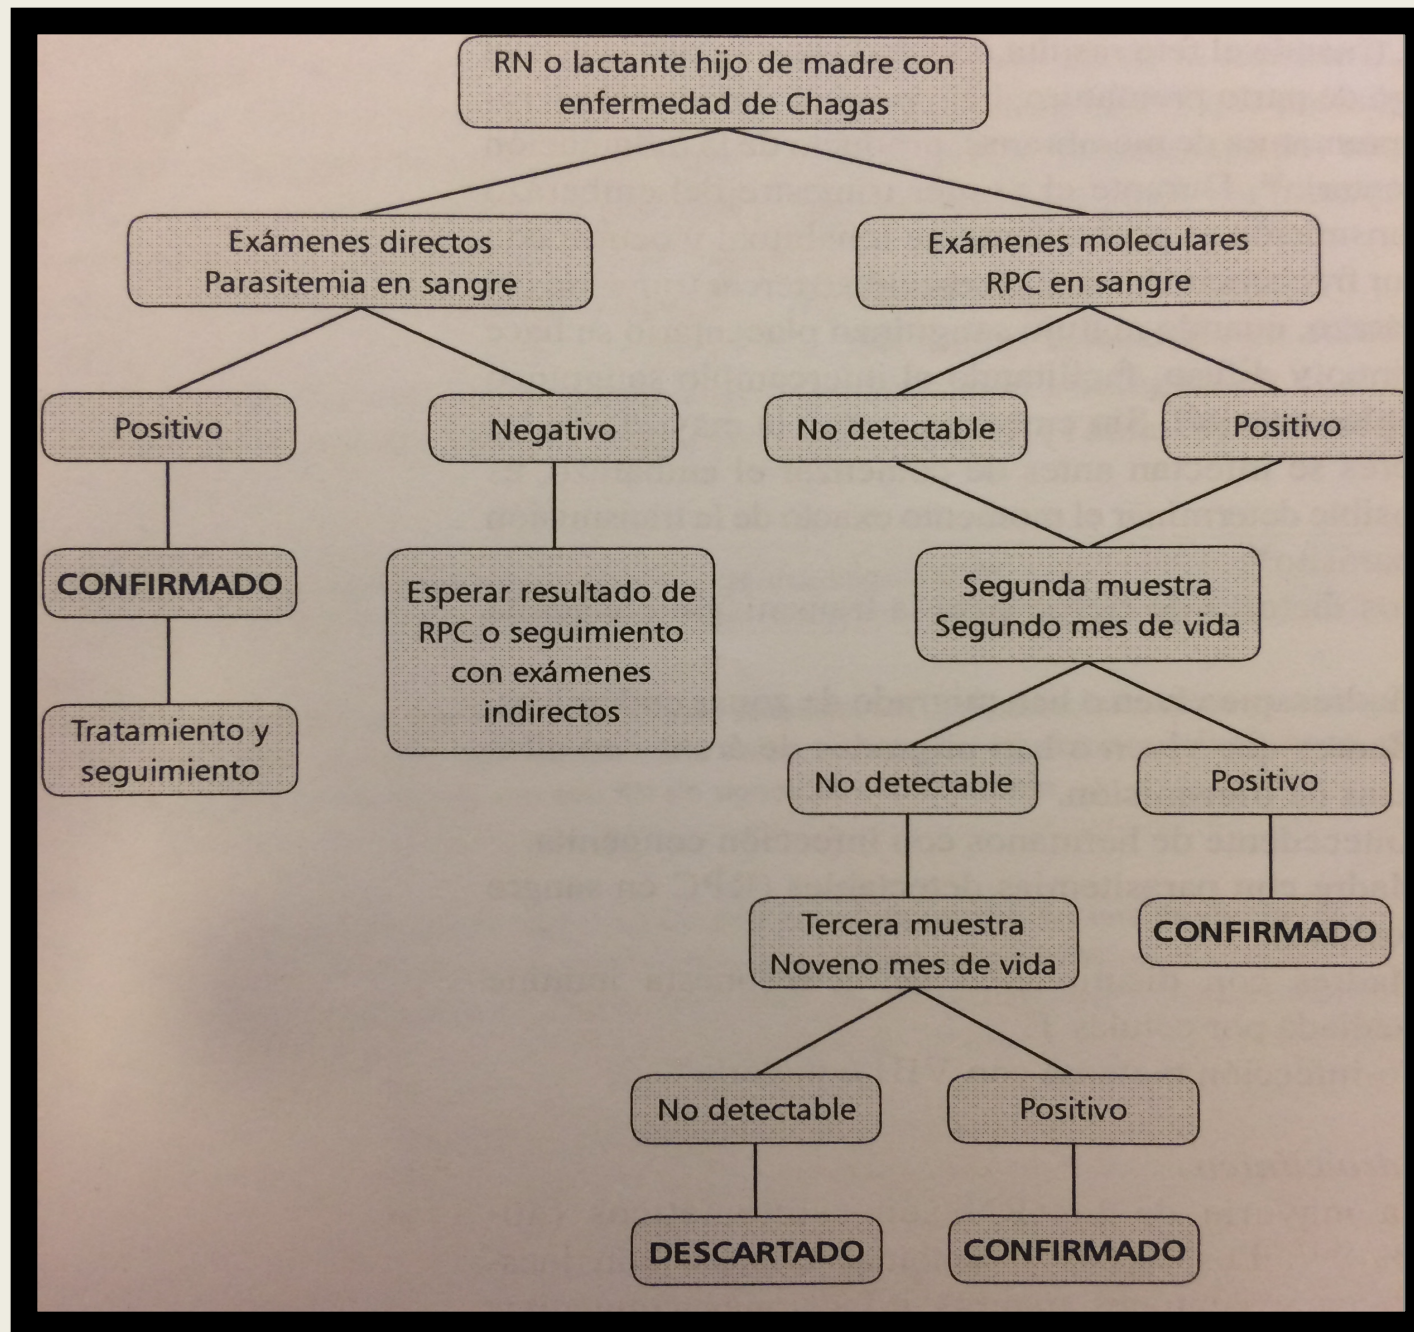 RN o lactante hijo de madre con
enfermedad de Chagas
Exámenes directos
Parasitemia en sangre
Exámenes moleculares
RPC en sangre
Positivo
Negativo
No detectable
Positivo
CONFIRMADO
Esperar resultado de
RPC o seguimiento
con exámenes
indirectos
Segunda muestra
Segundo mes de vida
Tratamiento y
seguimiento
No detectable
Positivo
Tercera muestra
Noveno mes de vida
CONFIRMADO
No detectable
Positivo
DESCARTADO
CONFIRMADO